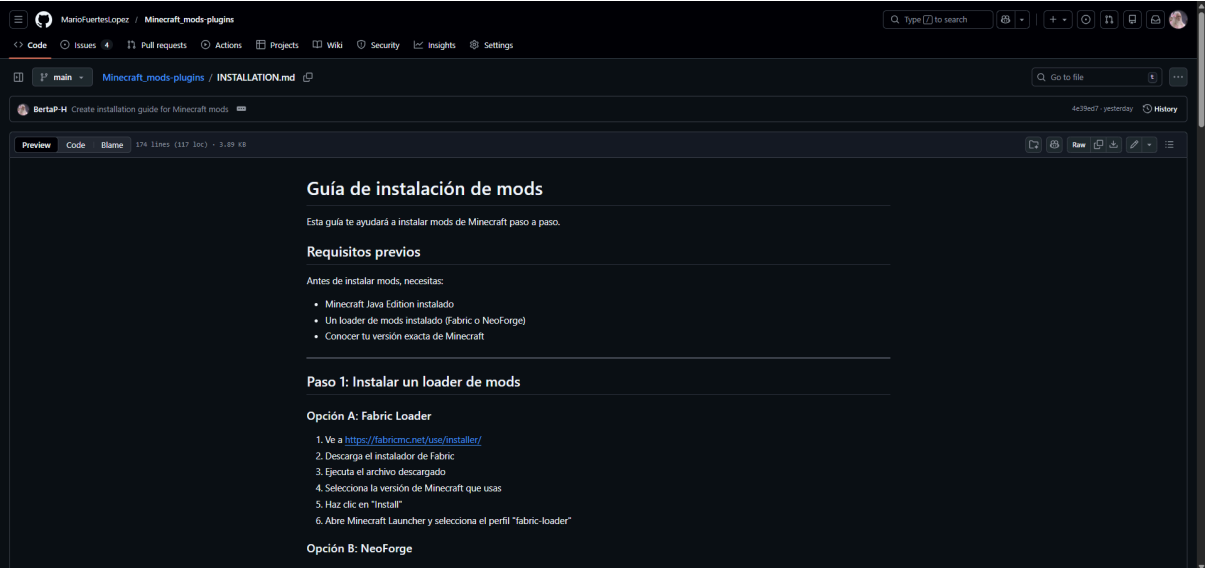 MarioFuertesLopez / Minecraft_mods-plugins
Type / to search
Code Issues 4 Pull requests Actions Projects Wiki Security Insights Settings
main Minecraft_mods-plugins / INSTALLATION.md
Go to file t
BertaP-H Create installation guide for Minecraft mods
4e39ed7 · yesterday History
Preview Code Blame 174 lines (117 loc) · 3.89 KB
Raw
Guía de instalación de mods
Esta guía te ayudará a instalar mods de Minecraft paso a paso.
Requisitos previos
Antes de instalar mods, necesitas:
• Minecraft Java Edition instalado
• Un loader de mods instalado (Fabric o NeoForge)
• Conocer tu versión exacta de Minecraft
Paso 1: Instalar un loader de mods
Opción A: Fabric Loader
1. Ve a https://fabricmc.net/use/installer/
2. Descarga el instalador de Fabric
3. Ejecuta el archivo descargado
4. Selecciona la versión de Minecraft que usas
5. Haz clic en "Install"
6. Abre Minecraft Launcher y selecciona el perfil "fabric-loader"
Opción B: NeoForge